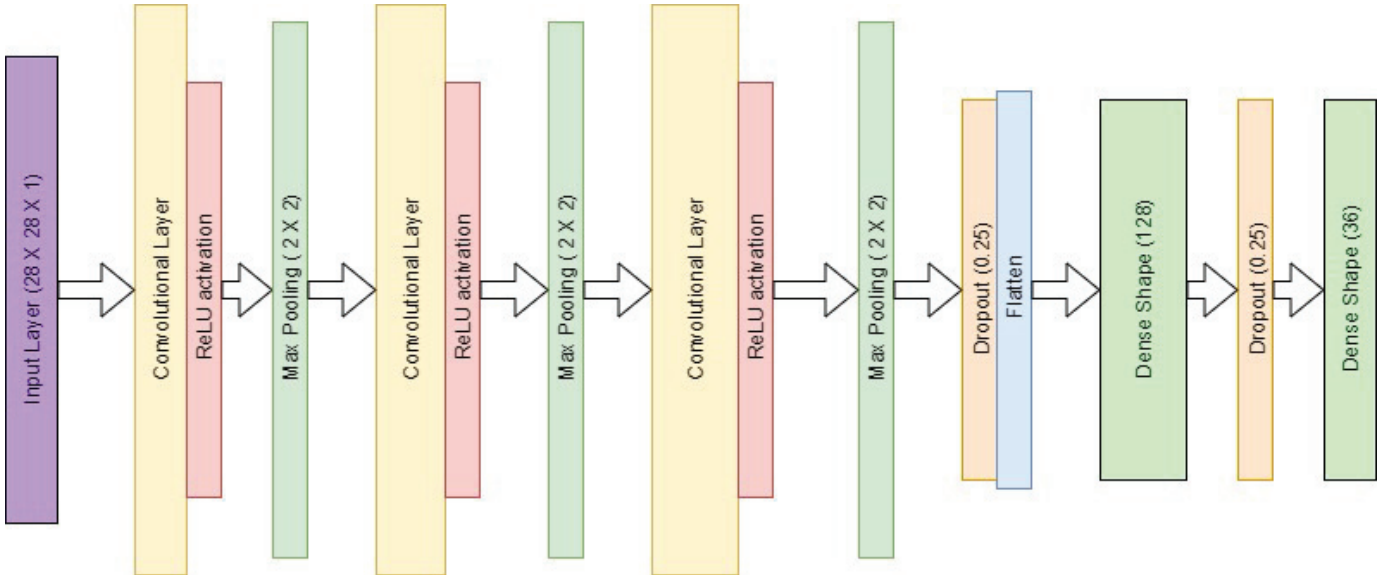 Input Layer (28 X 28 X 1)
Convolutional Layer
ReLU activation
Max Pooling ( 2 X 2)
Convolutional Layer
ReLU activation
Max Pooling ( 2 X 2)
Convolutional Layer
ReLU activation
Max Pooling ( 2 X 2)
Dropout (0.25)
Flatten
Dense Shape (128)
Dropout (0.25)
Dense Shape (36)